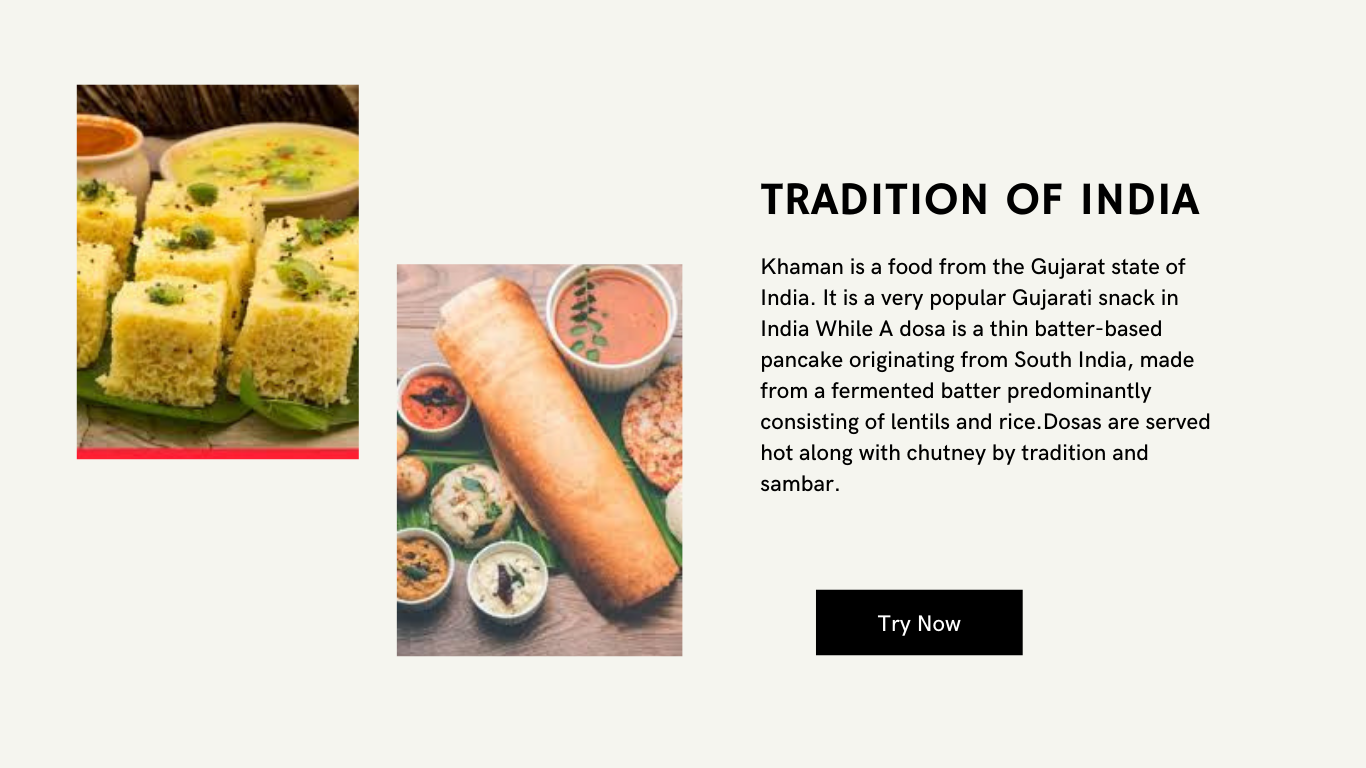 TRADITION OF INDIA
Khaman is a food from the Gujarat state of
India. It is a very popular Gujarati snack in
India While A dosa is a thin batter-based
pancake originating from South India, made
from a fermented batter predominantly
consisting of lentils and rice.Dosas are served
hot along with chutney by tradition and
sambar.
Try Now